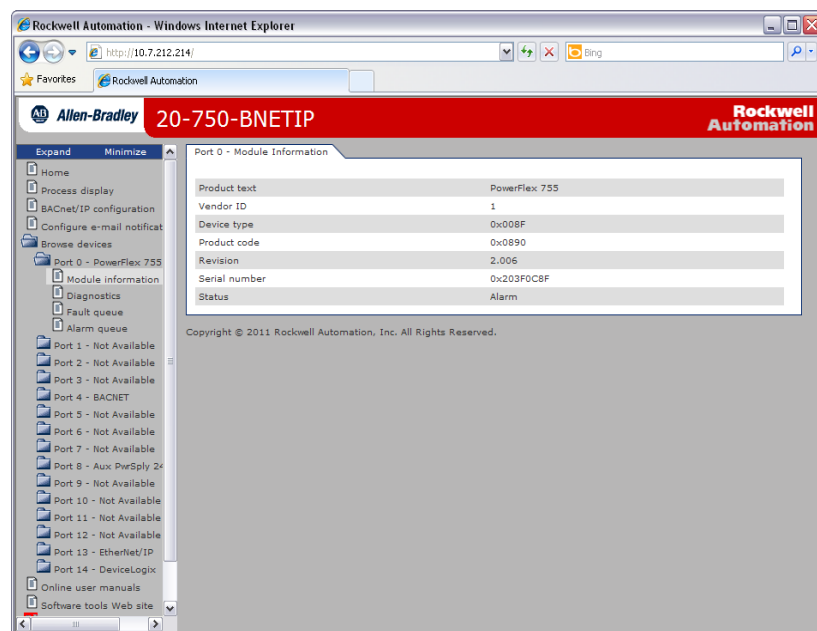 Rockwell Automation - Windows Internet Explorer
http://10.7.212.214/
Bing
Favorites
Rockwell Automation
AB Allen-Bradley
20-750-BNETIP
Rockwell
Automation
Expand Minimize
Home
Process display
BACnet/IP configuration
Configure e-mail notificat
Browse devices
Port 0 - PowerFlex 755
Module information
Diagnostics
Fault queue
Alarm queue
Port 1 - Not Available
Port 2 - Not Available
Port 3 - Not Available
Port 4 - BACNET
Port 5 - Not Available
Port 6 - Not Available
Port 7 - Not Available
Port 8 - Aux PwrSply 24
Port 9 - Not Available
Port 10 - Not Available
Port 11 - Not Available
Port 12 - Not Available
Port 13 - EtherNet/IP
Port 14 - DeviceLogix
Online user manuals
Software tools Web site
Port 0 - Module Information
Product text PowerFlex 755
Vendor ID 1
Device type 0x008F
Product code 0x0890
Revision 2.006
Serial number 0x203F0C8F
Status Alarm
Copyright © 2011 Rockwell Automation, Inc. All Rights Reserved.